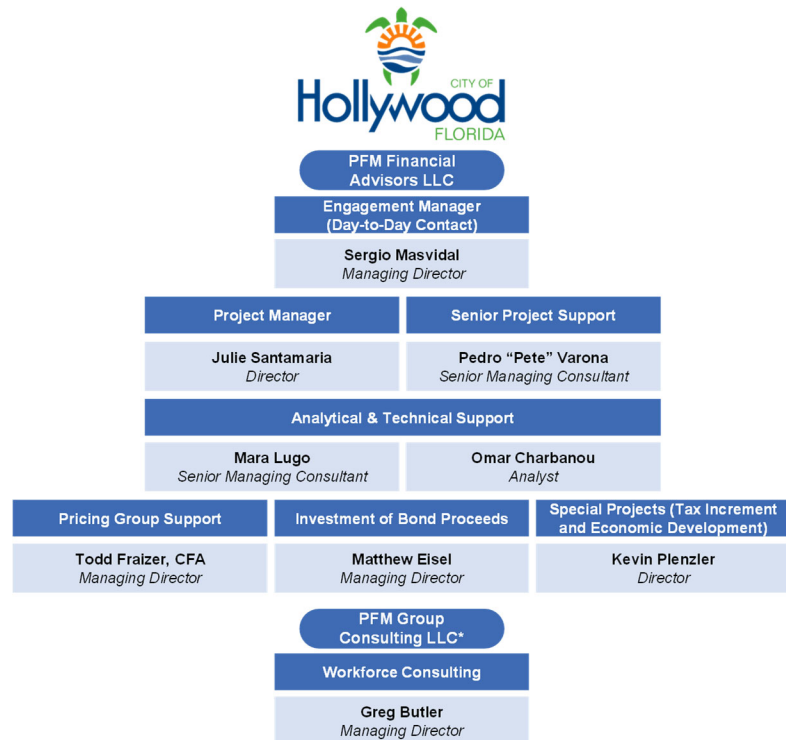 CITY OF
Hollywood
FLORIDA
PFM Financial
Advisors LLC
Engagement Manager
(Day-to-Day Contact)
Sergio Masvidal
Managing Director
Project Manager
Senior Project Support
Julie Santamaria
Director
Pedro “Pete” Varona
Senior Managing Consultant
Analytical & Technical Support
Mara Lugo
Senior Managing Consultant
Omar Charbanou
Analyst
Pricing Group Support
Investment of Bond Proceeds
Special Projects (Tax Increment
and Economic Development)
Todd Fraizer, CFA
Managing Director
Matthew Eisel
Managing Director
Kevin Plenzler
Director
PFM Group
Consulting LLC*
Workforce Consulting
Greg Butler
Managing Director